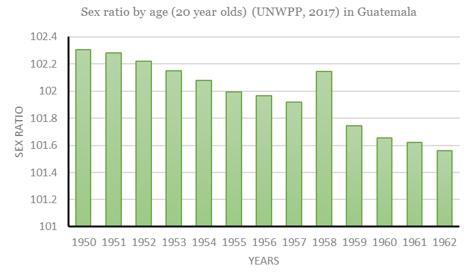 Sex ratio by age (20 year olds) (UNWPP, 2017) in Guatemala
102.4
102.2
102
101.8
101.6
101.4
101.2
101
SEX RATIO
1950 1951 1952 1953 1954 1955 1956 1957 1958 1959 1960 1961 1962
YEARS